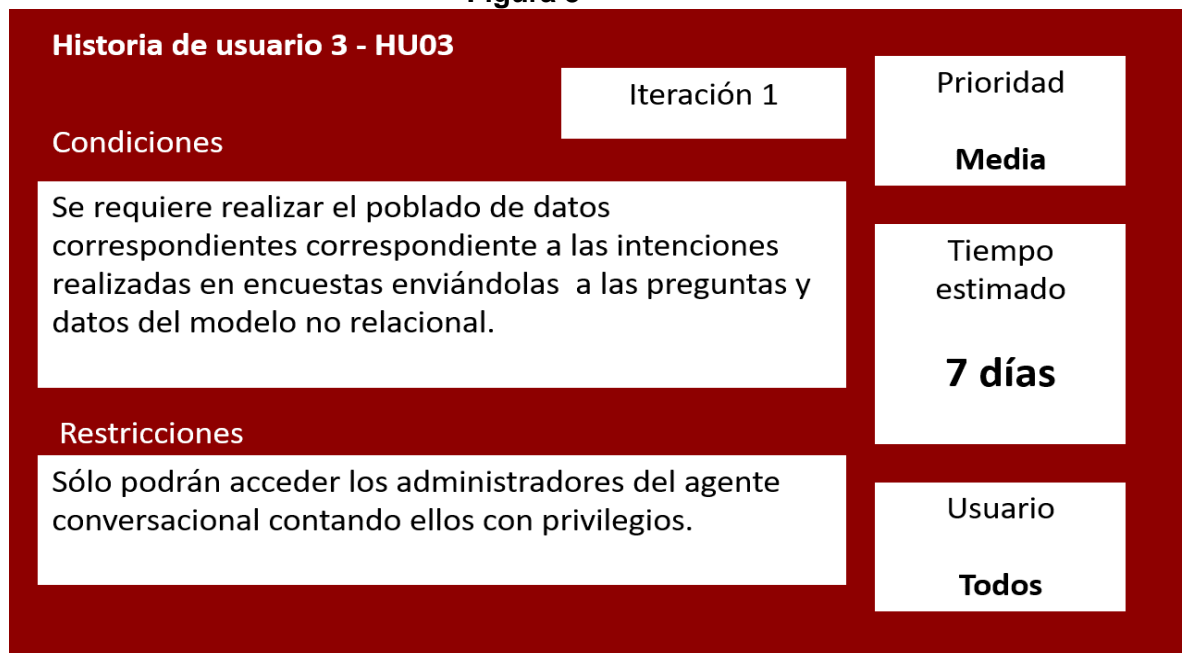 Historia de usuario 3 - HU03
Iteración 1
Prioridad
Media
Condiciones
Se requiere realizar el poblado de datos
correspondientes correspondiente a las intenciones
realizadas en encuestas enviándolas  a las preguntas y
datos del modelo no relacional.
Tiempo
estimado
7 días
Restricciones
Sólo podrán acceder los administradores del agente
conversacional contando ellos con privilegios.
Usuario
Todos